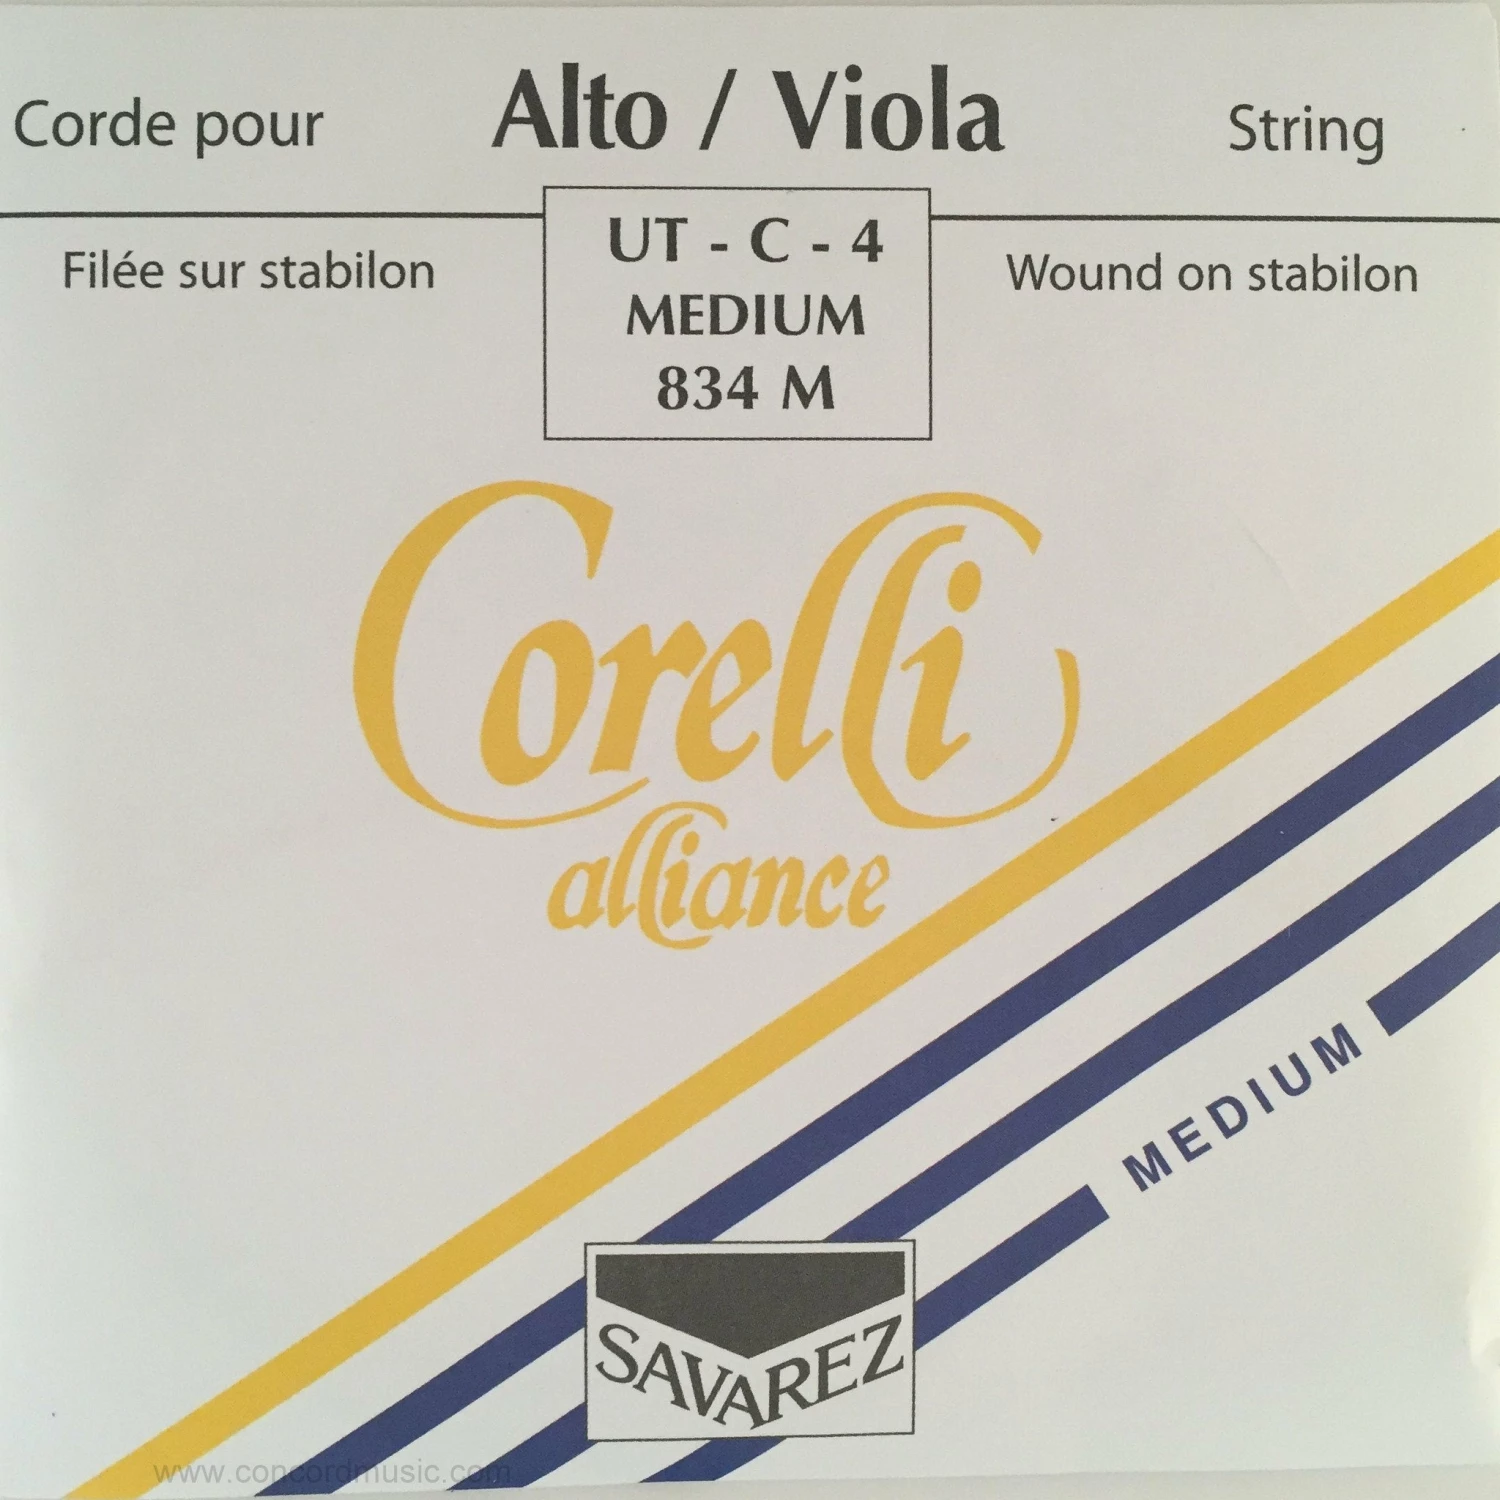 Corde pour Alto / Viola String
UT - C - 4
Filée sur stabilon
MEDIUM
Wound on stabilon
834 M
Corelli
alliance
MEDIUM
SAVAREZ
www.concordmusic.com